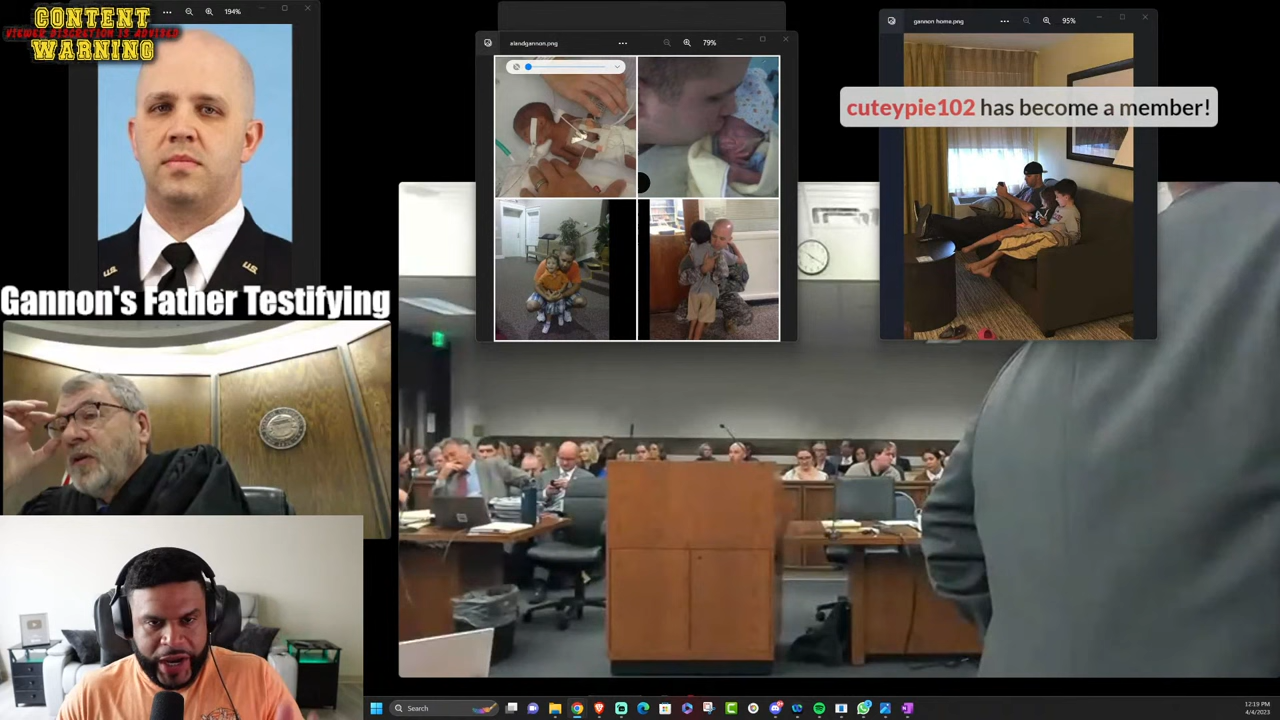 CONTENT
VIEWER DISCRETION IS ADVISED
WARNING
194%
alandgannon.png
79%
gannon home.png
95%
cuteypie102 has become a member!
U.S.
U.S.
Gannon's Father Testifying
Search
12:19 PM
4/4/2023